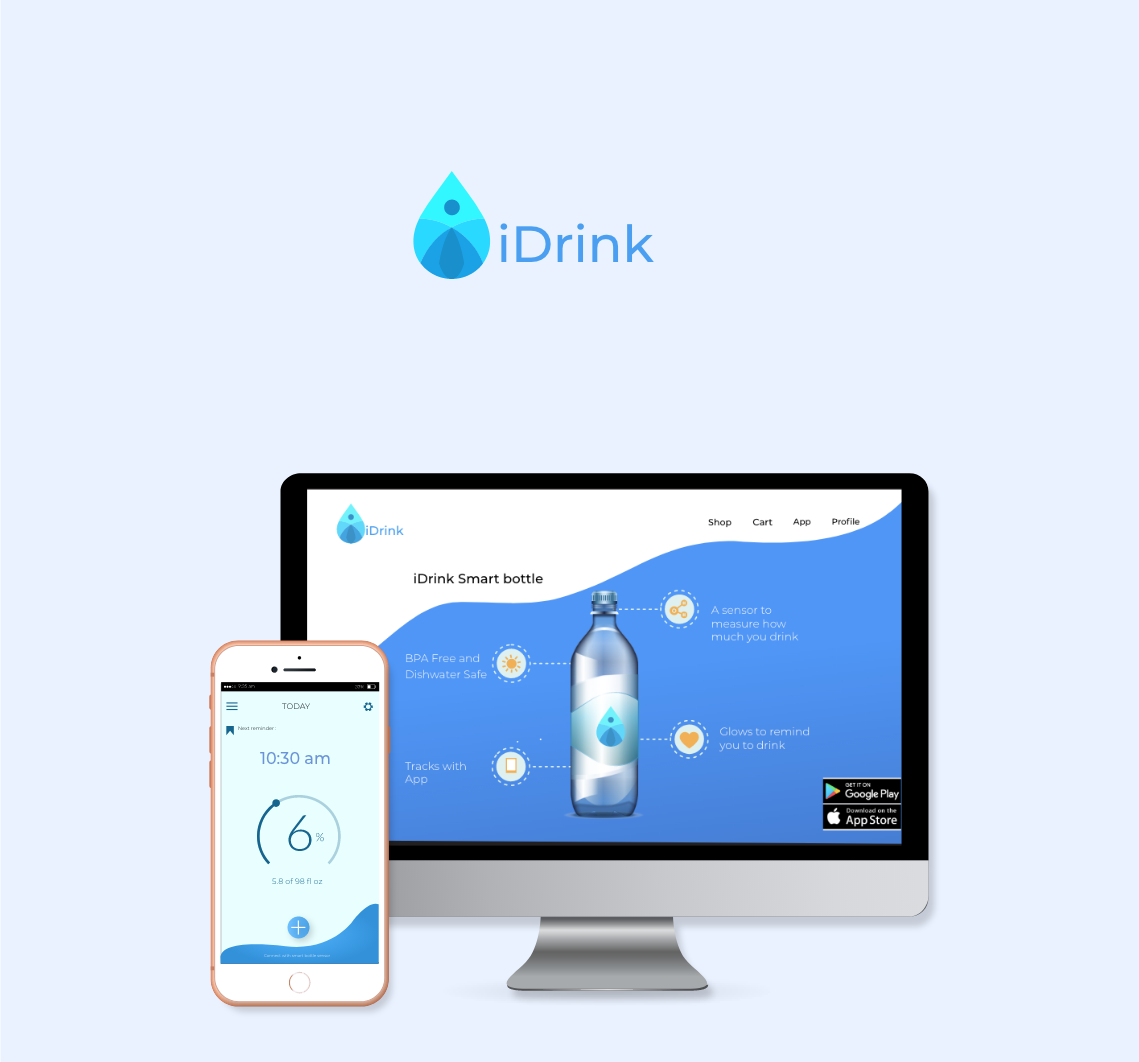 iDrink
iDrink
Shop Cart App Profile
iDrink Smart bottle
A sensor to
measure how
much you drink
BPA Free and
Dishwater Safe
Glows to remind
you to drink
Tracks with
App
GET IT ON
Google Play
Download on the
App Store
TODAY
Next reminder:
10:30 am
6 %
5.8 of 98 fl oz